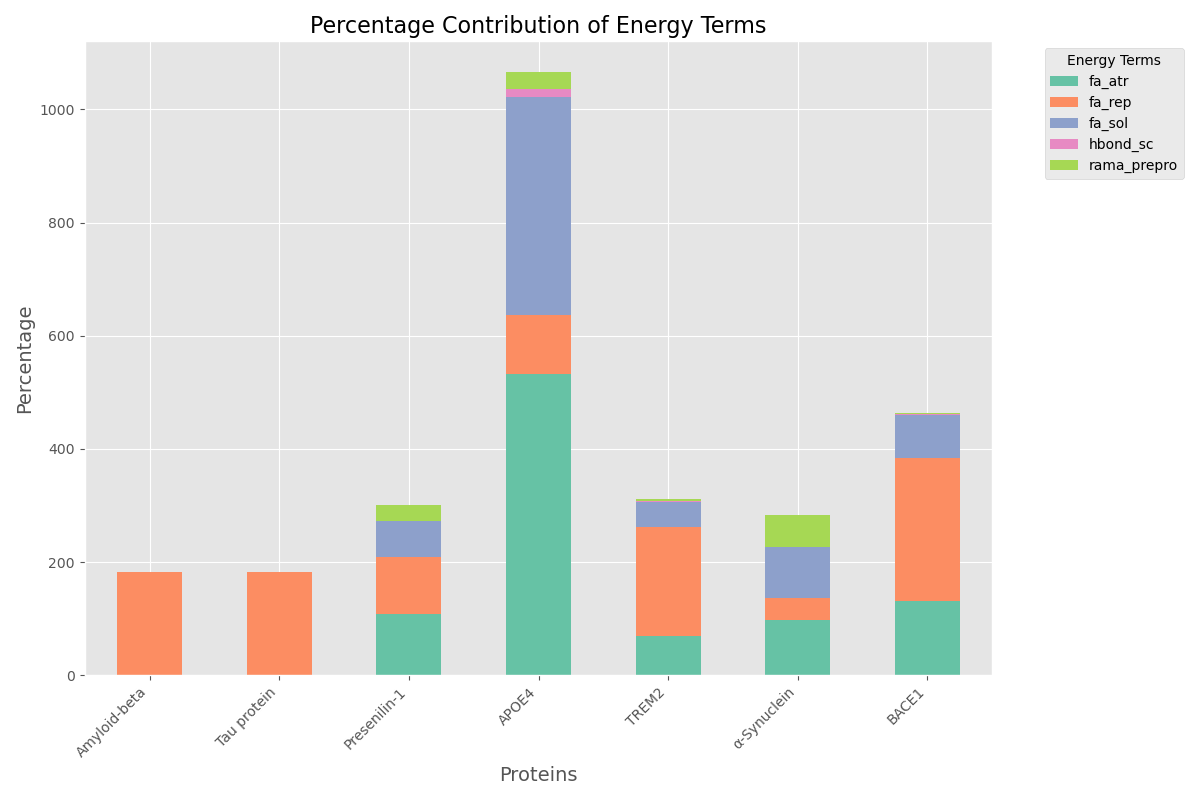 Percentage Contribution of Energy Terms
Energy Terms
fa_atr
fa_rep
fa_sol
hbond_sc
rama_prepro
Percentage
1000
800
600
400
200
0
Amyloid-beta
Tau protein
Presenilin-1
APOE4
TREM2
α-Synuclein
BACE1
Proteins